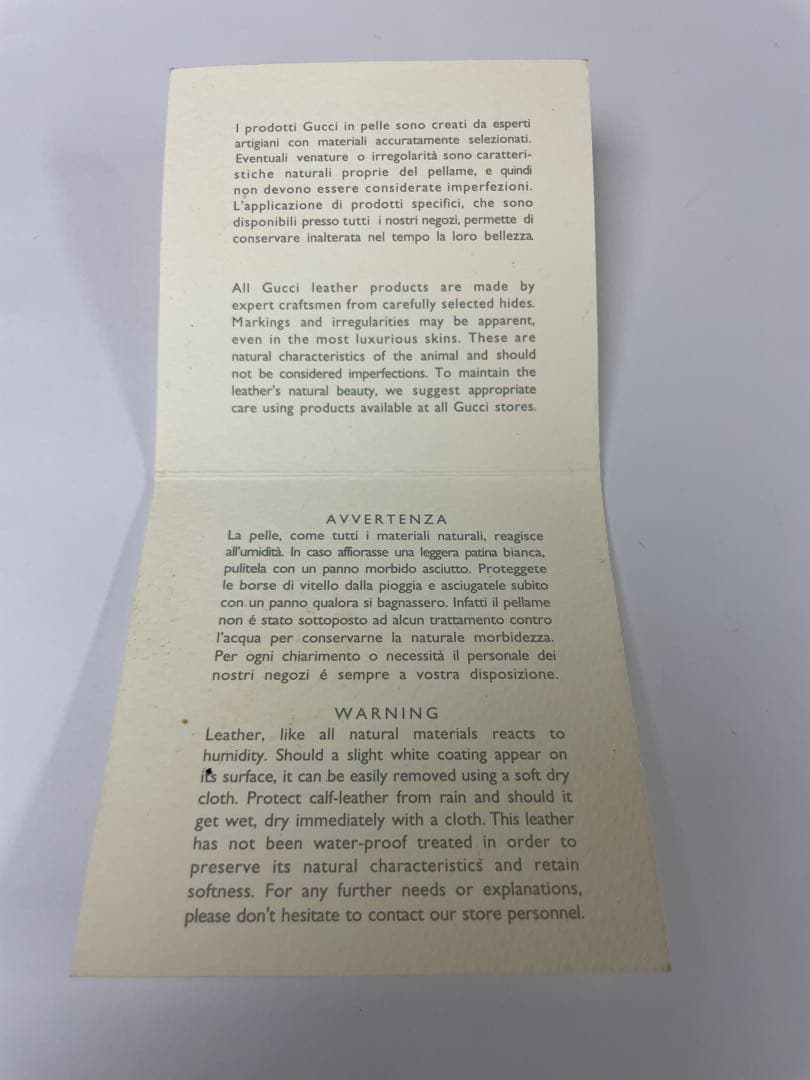 I prodotti Gucci in pelle sono creati da esperti
artigiani con materiali accuratamente selezionati.
Eventuali venature o irregolarità sono caratteri-
stiche naturali proprie del pellame, e quindi
non devono essere considerate imperfezioni.
L'applicazione di prodotti specifici, che sono
disponibili presso tutti i nostri negozi, permette di
conservare inalterata nel tempo la loro bellezza
All Gucci leather products are made by
expert craftsmen from carefully selected hides.
Markings and irregularities may be apparent,
even in the most luxurious skins. These are
natural characteristics of the animal and should
not be considered imperfections. To maintain the
leather's natural beauty, we suggest appropriate
care using products available at all Gucci stores.
AVVERTENZA
La pelle, come tutti i materiali naturali, reagisce
all'umidità. In caso affiorasse una leggera patina bianca,
pulitela con un panno morbido asciutto. Proteggete
le borse di vitello dalla pioggia e asciugatele subito
con un panno qualora si bagnassero. Infatti il pellame
non é stato sottoposto ad alcun trattamento contro
l'acqua per conservarne la naturale morbidezza.
Per ogni chiarimento o necessità il personale dei
nostri negozi é sempre a vostra disposizione.
WARNING
Leather, like all natural materials reacts to
humidity. Should a slight white coating appear on
its surface, it can be easily removed using a soft dry
cloth. Protect calf-leather from rain and should it
get wet, dry immediately with a cloth. This leather
has not been water-proof treated in order to
preserve its natural characteristics and retain
softness. For any further needs or explanations,
please don't hesitate to contact our store personnel.